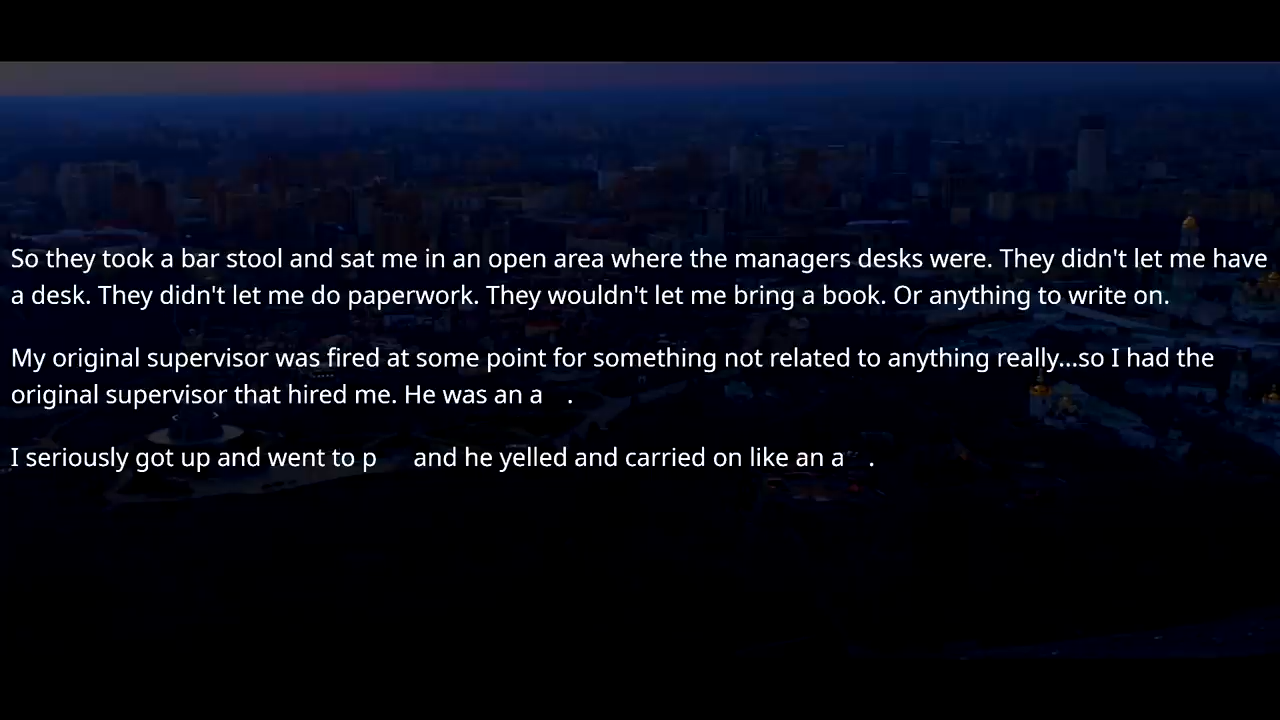 So they took a bar stool and sat me in an open area where the managers desks were. They didn't let me have
a desk. They didn't let me do paperwork. They wouldn't let me bring a book. Or anything to write on.
My original supervisor was fired at some point for something not related to anything really...so I had the
original supervisor that hired me. He was an a .
I seriously got up and went to p and he yelled and carried on like an a .